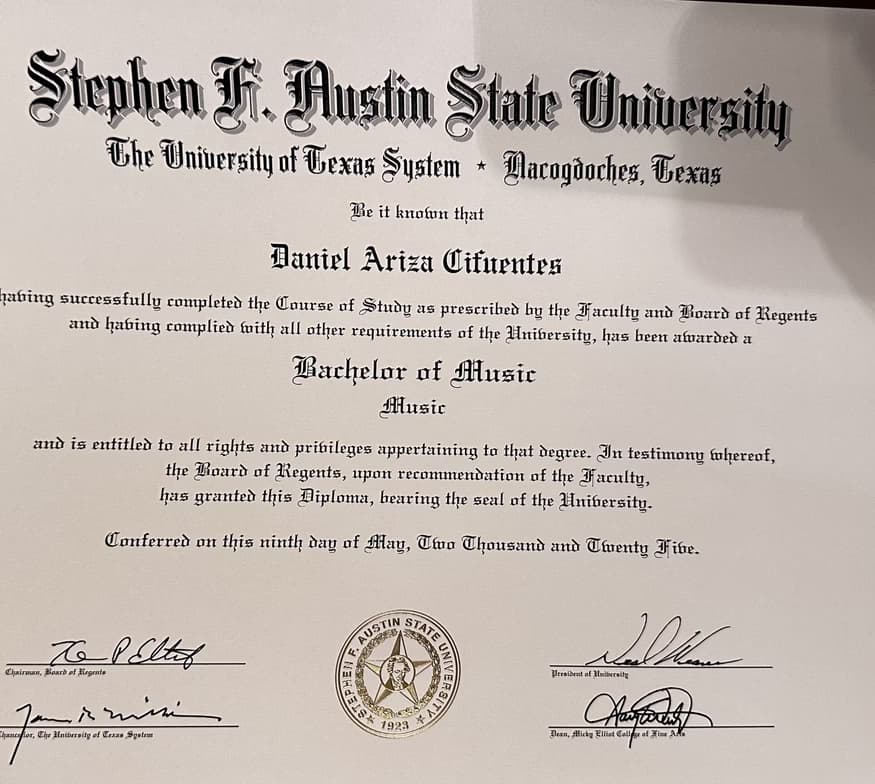 Stephen F. Austin State University
The University of Texas System ★ Nacogdoches, Texas
Be it known that
Daniel Ariza Cifuentes
having successfully completed the Course of Study as prescribed by the Faculty and Board of Regents
and having complied with all other requirements of the University, has been awarded a
Bachelor of Music
Music
and is entitled to all rights and privileges appertaining to that degree. In testimony whereof,
the Board of Regents, upon recommendation of the Faculty,
has granted this Diploma, bearing the seal of the University.
Conferred on this ninth day of May, Two Thousand and Twenty Five.
Chairman, Board of Regents
President of University
STEPHEN F. AUSTIN STATE UNIVERSITY
★ 1923 ★
Chancellor, The University of Texas System
Dean, Micky Elliot College of Fine Arts